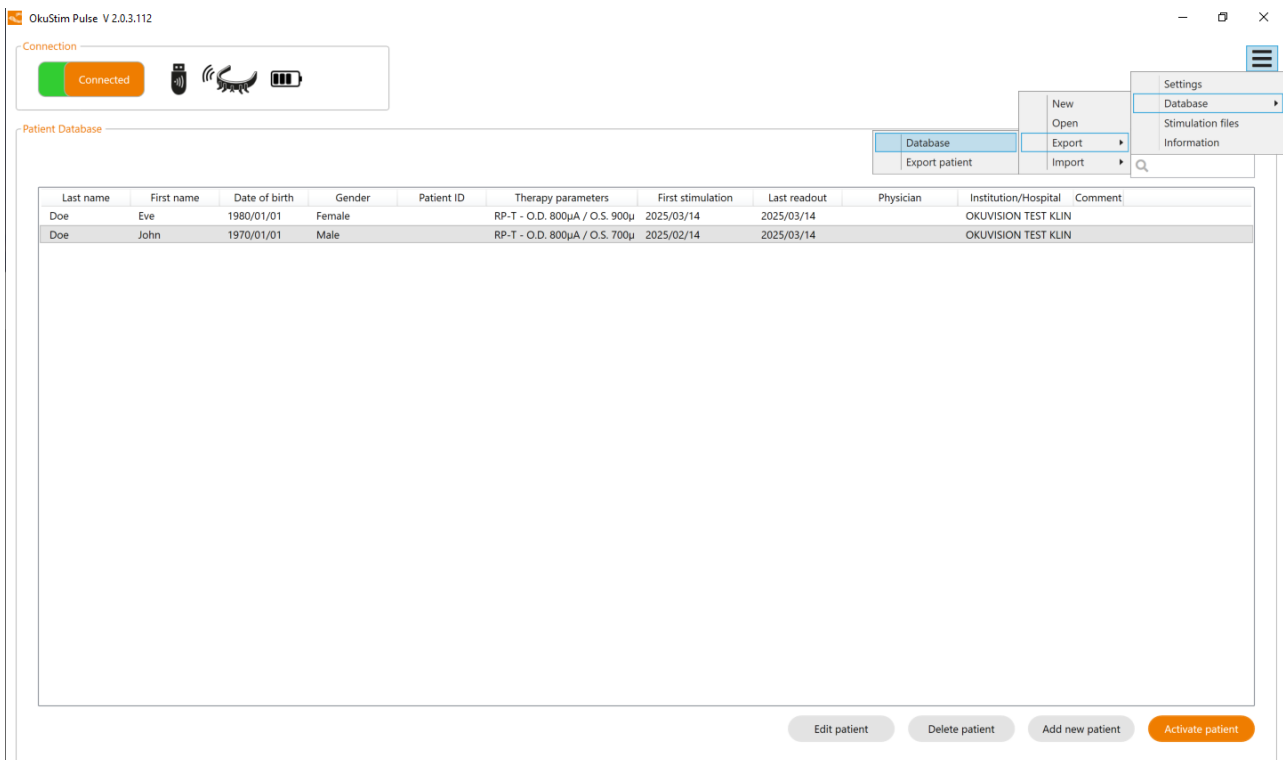 OkuStim Pulse V 2.0.3.112
Connection
Connected
Settings
Database
Stimulation files
Information
New
Open
Export
Import
Database
Export patient
Patient Database
Last name First name Date of birth Gender Patient ID Therapy parameters First stimulation Last readout Physician Institution/Hospital Comment
Doe Eve 1980/01/01 Female RP-T - O.D. 800µA / O.S. 900µ 2025/03/14 2025/03/14 OKUVISION TEST KLIN
Doe John 1970/01/01 Male RP-T - O.D. 800µA / O.S. 700µ 2025/02/14 2025/03/14 OKUVISION TEST KLIN
Edit patient Delete patient Add new patient Activate patient